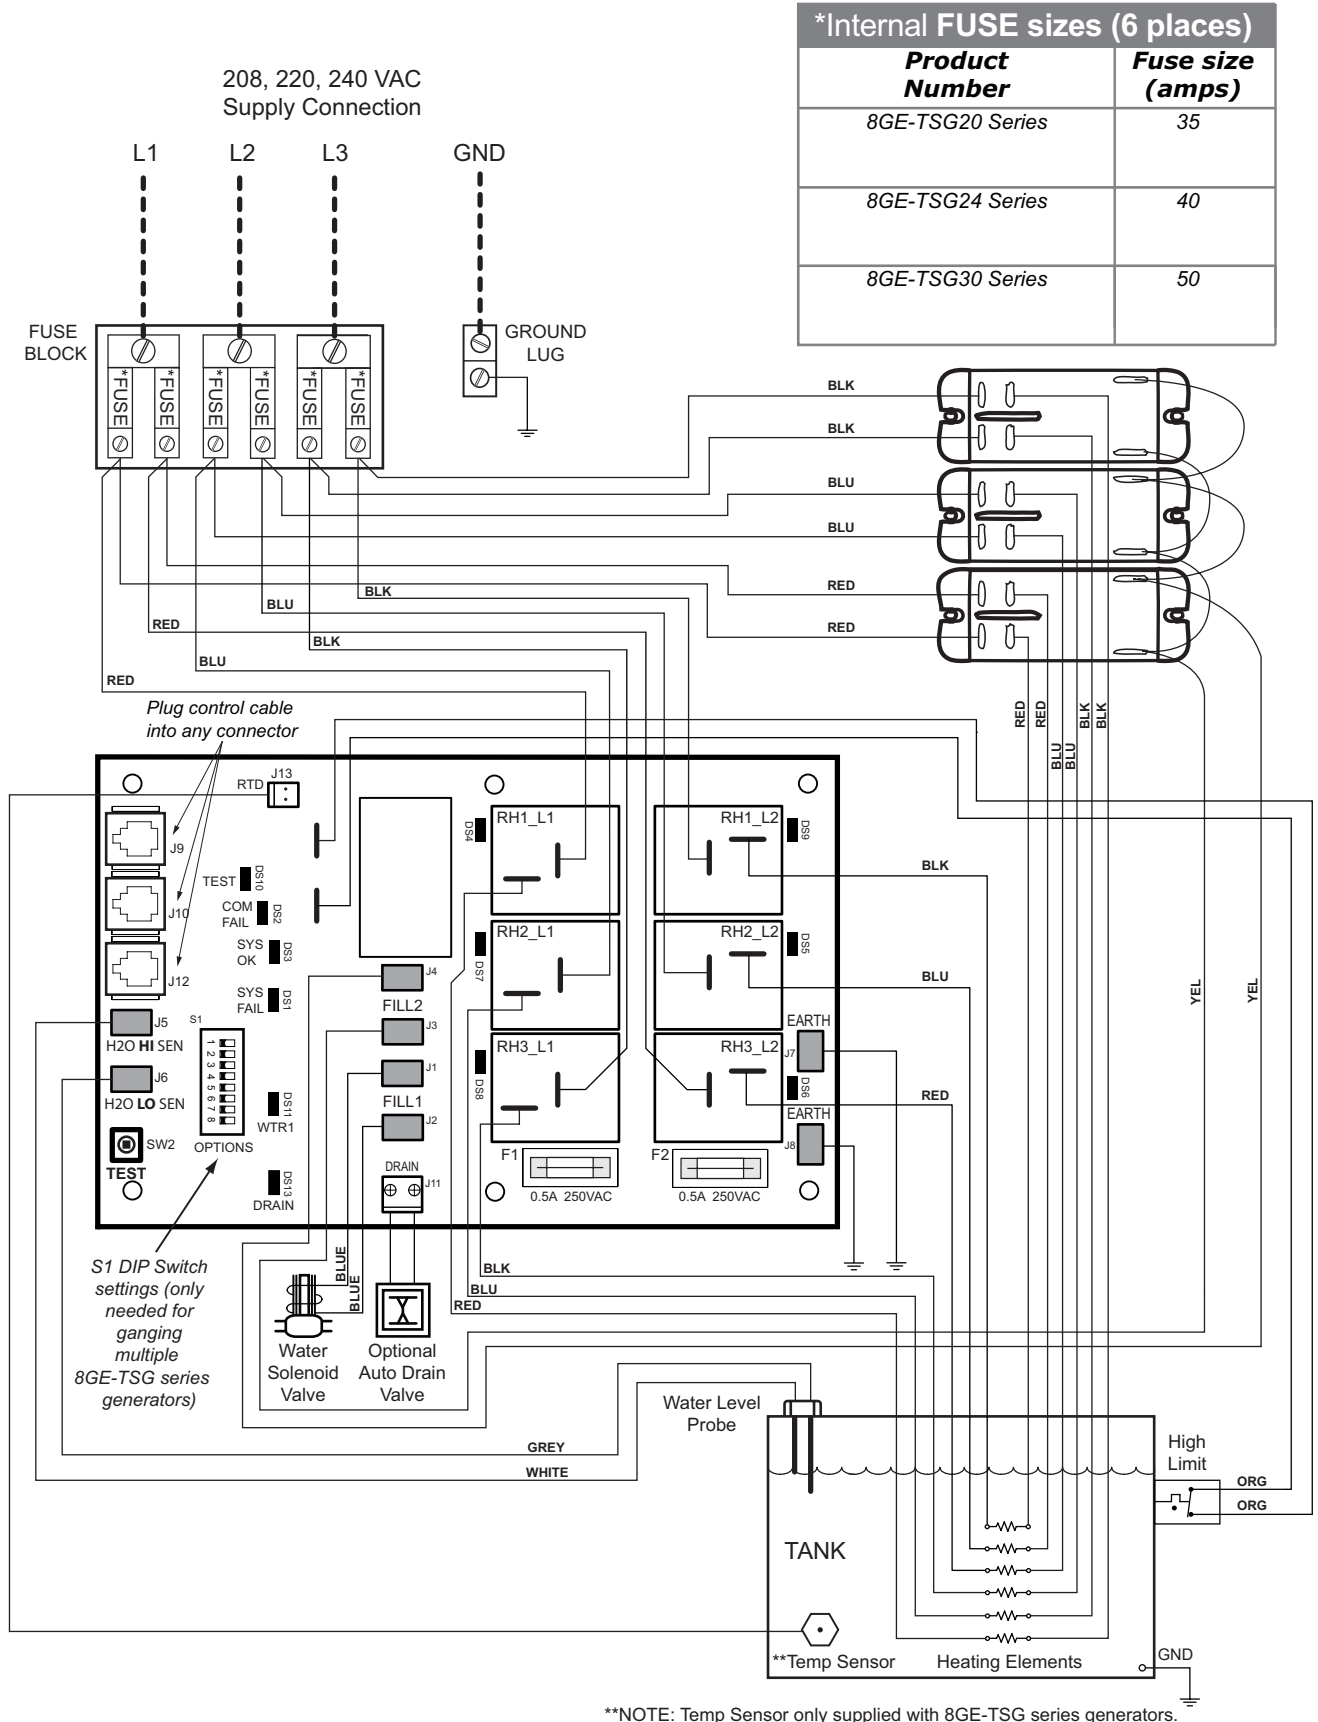 *Internal FUSE sizes (6 places)
Product Number
Fuse size (amps)
8GE-TSG20 Series 35
8GE-TSG24 Series 40
8GE-TSG30 Series 50
208, 220, 240 VAC
Supply Connection
L1 L2 L3 GND
FUSE
BLOCK
*FUSE *FUSE *FUSE *FUSE *FUSE *FUSE
GROUND
LUG
BLK
BLK
BLU
BLU
RED
RED
BLK
BLU
RED
BLK
BLU
RED
RED
RED
BLU
BLU
BLK
BLK
Plug control cable
into any connector
RTD
J13
J9
J10
J12
TEST
DS10
COM
FAIL
DS2
SYS
OK
DS3
SYS
FAIL
DS1
J5
H2O HI SEN
J6
H2O LO SEN
SW2
TEST
S1
1 2 3 4 5 6 7 8
OPTIONS
DS11
WTR1
DS13
DRAIN
J4
FILL2
J3
J1
FILL1
J2
DRAIN
J11
DS4
RH1_L1
RH1_L2
DS9
DS7
RH2_L1
RH2_L2
DS5
DS8
RH3_L1
RH3_L2
DS6
EARTH
J7
EARTH
J8
F1
0.5A 250VAC
F2
0.5A 250VAC
BLK
BLU
RED
YEL
YEL
S1 DIP Switch
settings (only
needed for
ganging
multiple
8GE-TSG series
generators)
BLUE
BLUE
Water
Solenoid
Valve
Optional
Auto Drain
Valve
BLK
BLU
RED
GREY
WHITE
Water Level
Probe
High
Limit
ORG
ORG
TANK
**Temp Sensor
Heating Elements
GND
**NOTE: Temp Sensor only supplied with 8GE-TSG series generators.